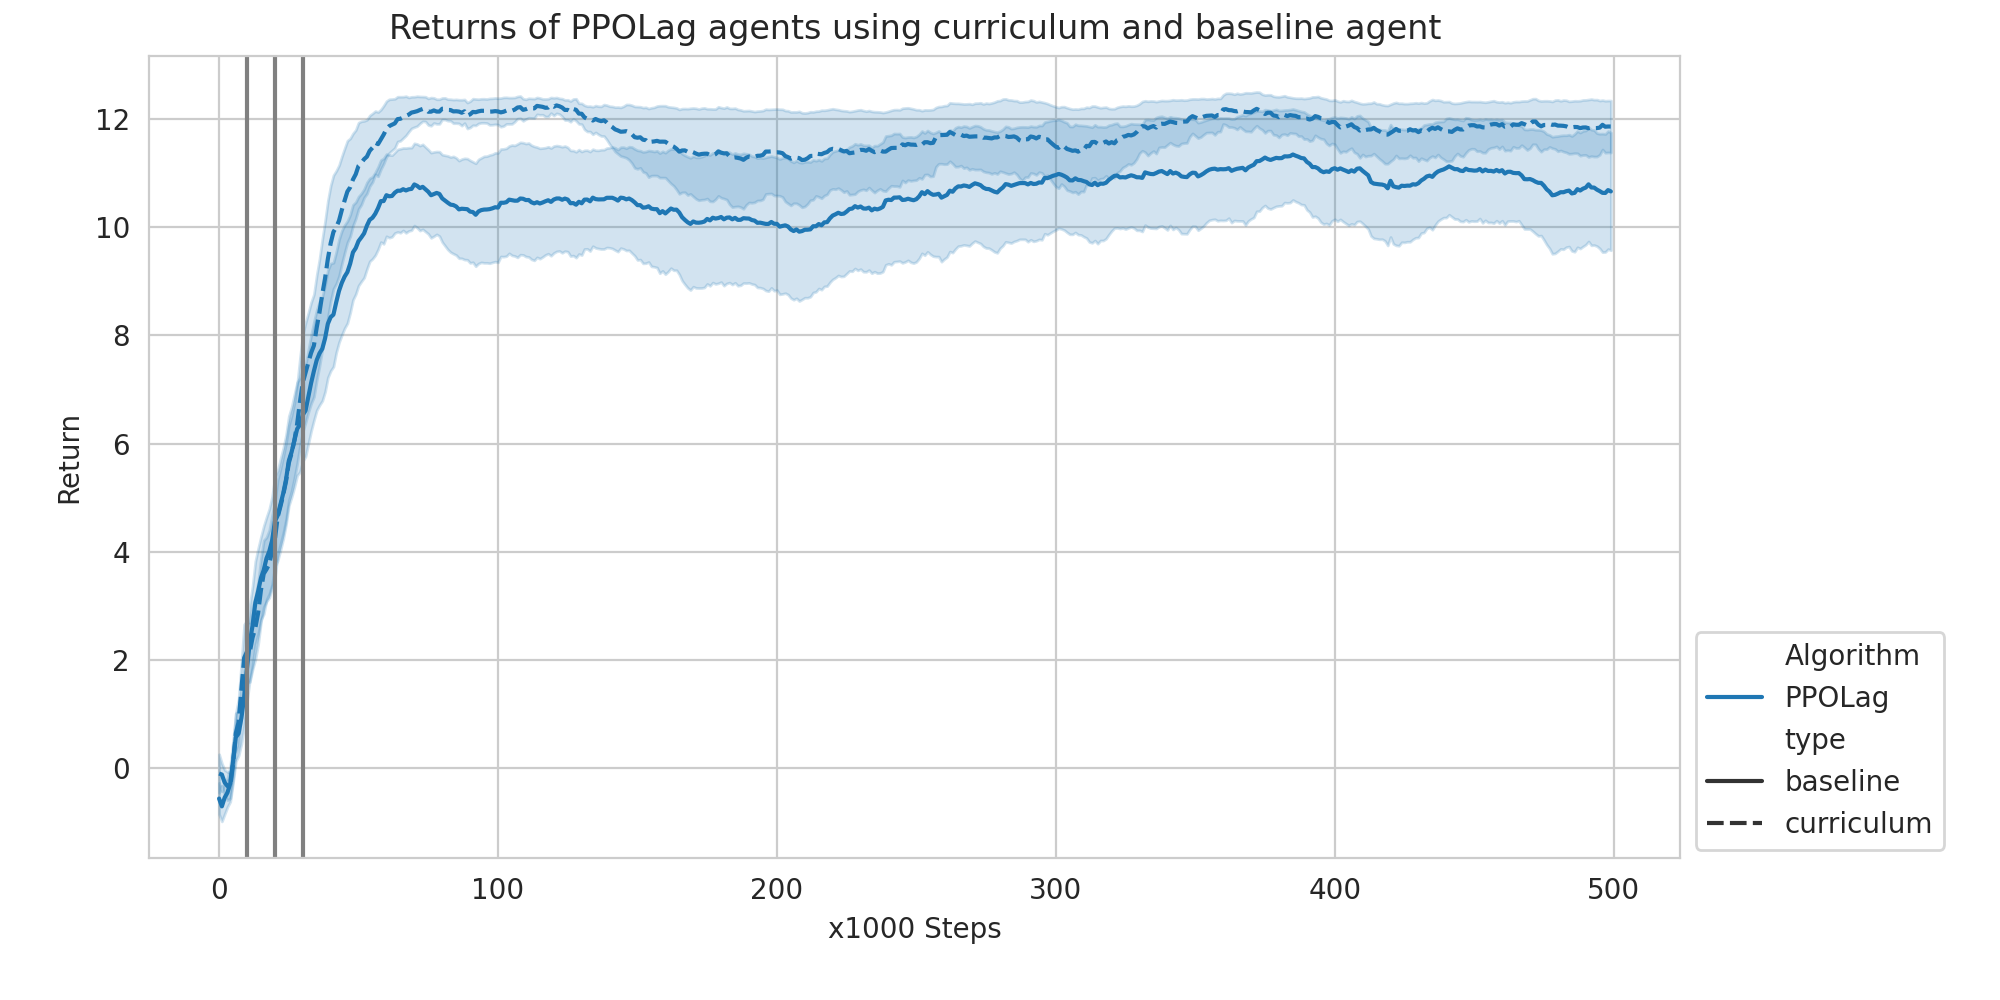 Returns of PPOLag agents using curriculum and baseline agent
12
10
8
6
4
2
0
Return
0 100 200 300 400 500
x1000 Steps
Algorithm
PPOLag
type
baseline
curriculum